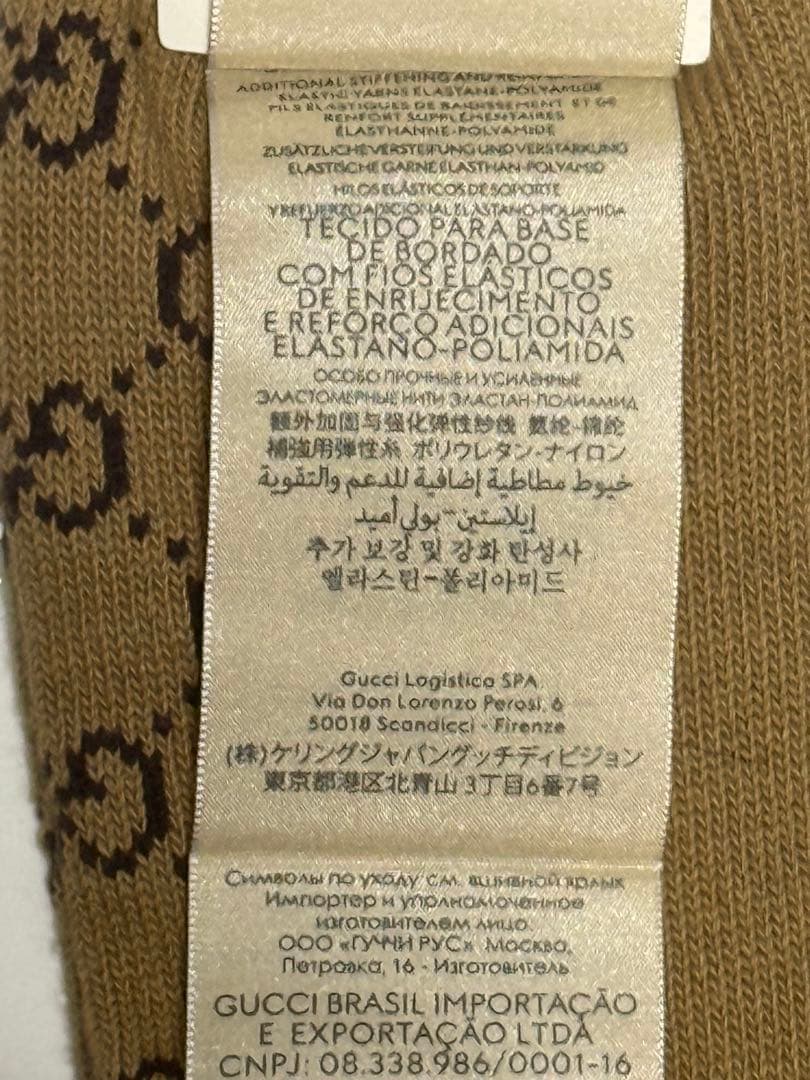 ADDITIONAL STIFFENING AND
ELASTIC YARNS ELASTANE-POLYAMIDE
FILS ELASTIQUES DE RAIDISSEMENT ET DE
RENFORT SUPPLÉMENTAIRES
ÉLASTHANNE-POLYAMIDE
ZUSÄTZLICHE VERSTEIFUNG UND VERSTÄRKUNG
ELASTISCHE GARNE ELASTHAN-POLYAMID
HILOS ELÁSTICOS DE SOPORTE
Y REFUERZO ADICIONAL ELASTANO-POLIAMIDA
TECIDO PARA BASE
DE BORDADO
COM FIOS ELÁSTICOS
DE ENRIJECIMENTO
E REFORÇO ADICIONAIS
ELASTANO-POLIAMIDA
ОСОБО ПРОЧНЫЕ И УСИЛЕННЫЕ
ЭЛАСТОМЕРНЫЕ НИТИ ЭЛАСТАН-ПОЛИАМИД
额外加固与强化弹性纱线 氨纶-锦纶
補強用弾性糸 ポリウレタン-ナイロン
خيوط مطاطية إضافية للدعم والتقوية
إيلاستين-بولي أميد
추가 보강 및 강화 탄성사
엘라스틴-폴리아미드
Gucci Logistica SPA
Via Don Lorenzo Perosi, 6
50018 Scandicci - Firenze
(株)ケリングジャパングッチディビジョン
東京都港区北青山3丁目6番7号
Символы по уходу см. вшивной ярлык
Импортер и уполномоченное
изготовителем лицо:
ООО «ГУЧЧИ РУС» Москва,
Петровка, 16 - Изготовитель
GUCCI BRASIL IMPORTAÇÃO
E EXPORTAÇÃO LTDA
CNPJ: 08.338.986/0001-16